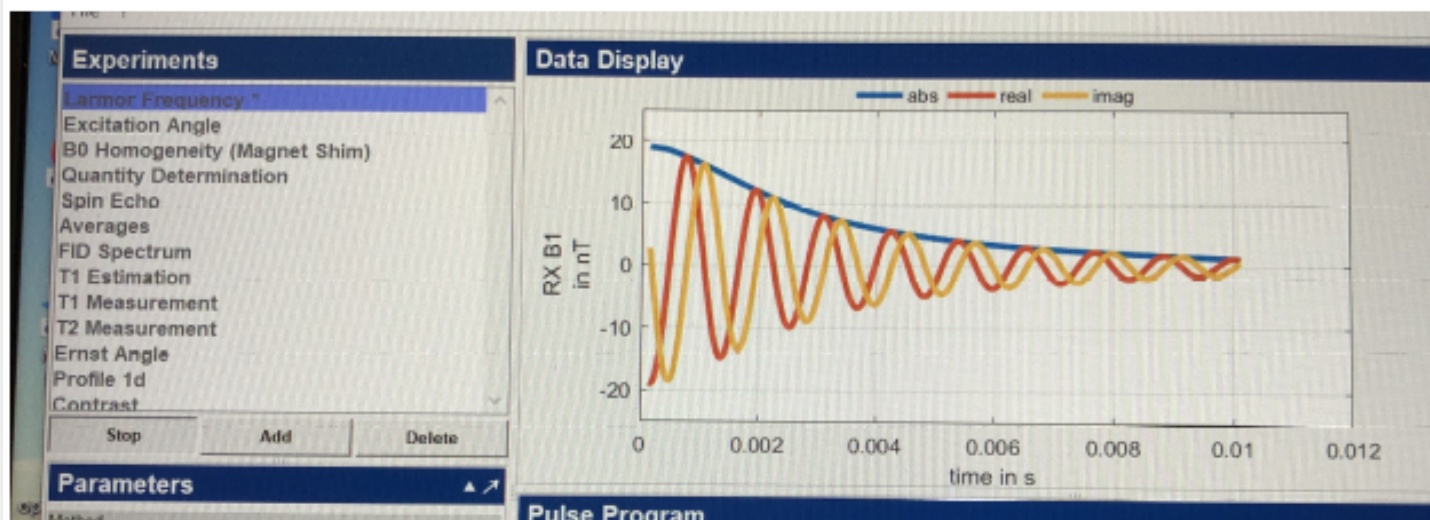 Experiments
Larmor Frequency *
Excitation Angle
B0 Homogeneity (Magnet Shim)
Quantity Determination
Spin Echo
Averages
FID Spectrum
T1 Estimation
T1 Measurement
T2 Measurement
Ernst Angle
Profile 1d
Contrast
Stop Add Delete
Parameters
Data Display
abs real imag
20
10
0
-10
-20
RX B1
in nT
0 0.002 0.004 0.006 0.008 0.01 0.012
time in s
Pulse Program